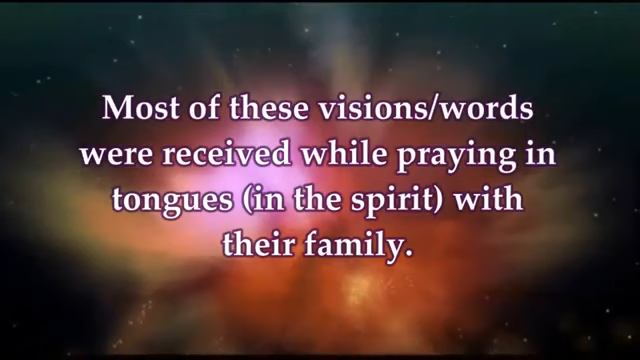 Most of these visions/words
were received while praying in
tongues (in the spirit) with
their family.